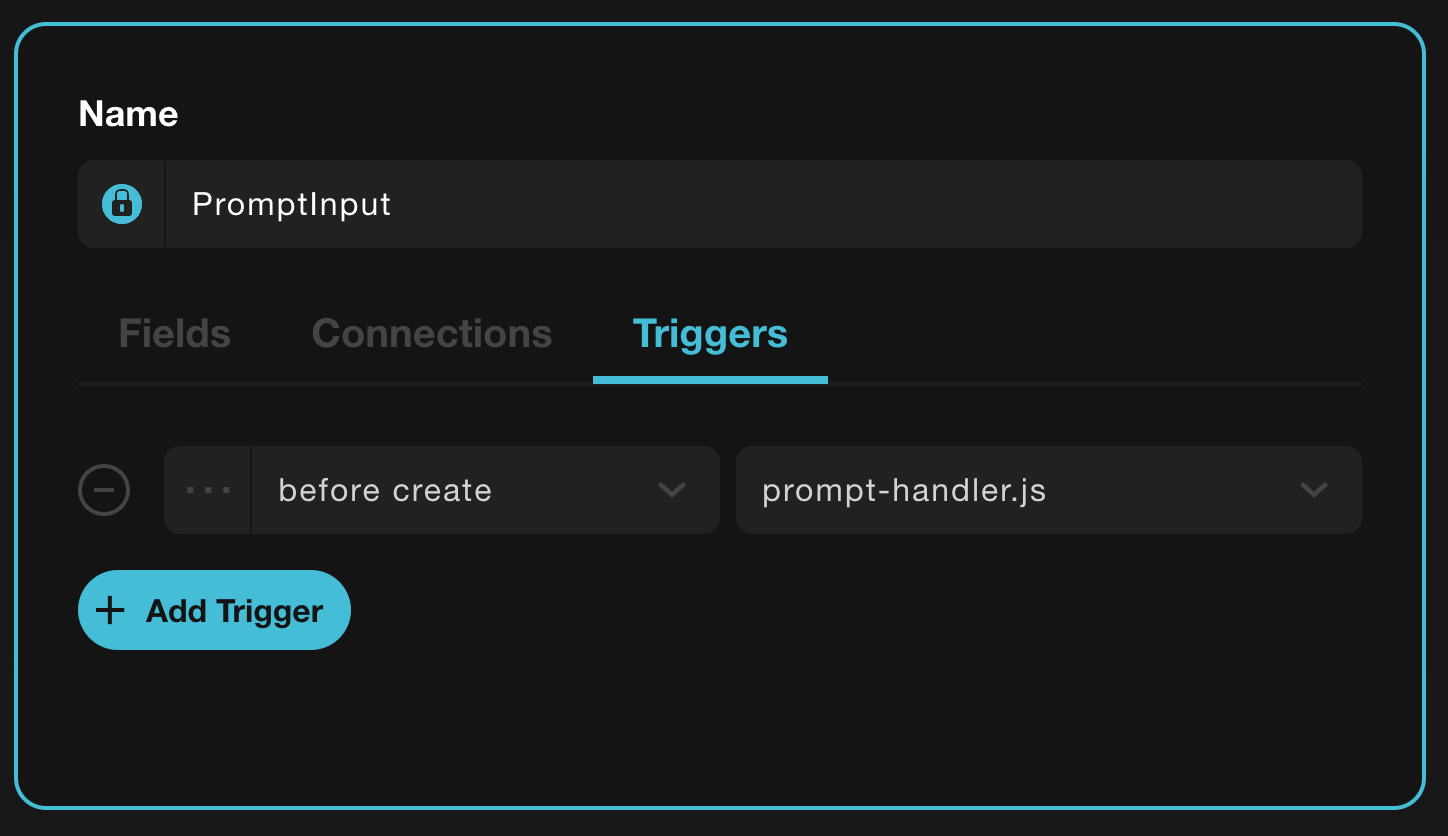 Name
PromptInput
Fields Connections Triggers
before create prompt-handler.js
Add Trigger